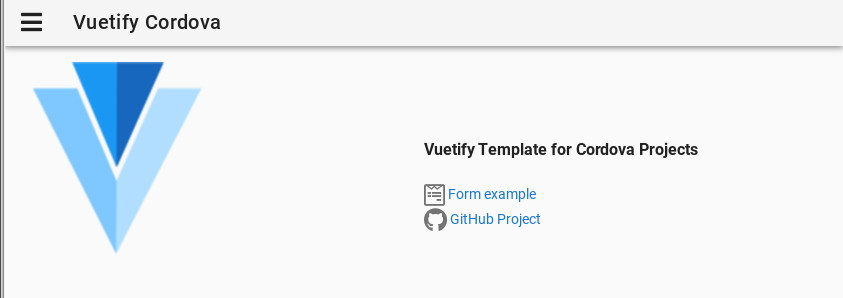 Vuetify Cordova
Vuetify Template for Cordova Projects
Form example
GitHub Project